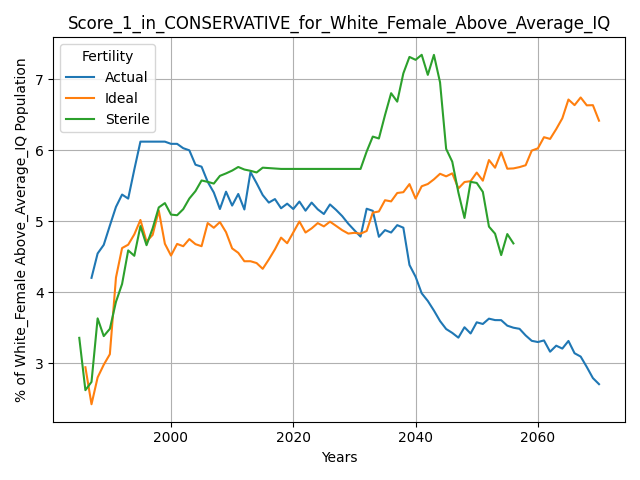 Score_1_in_CONSERVATIVE_for_White_Female_Above_Average_IQ
Fertility
Actual
Ideal
Sterile
% of White_Female Above_Average_IQ Population
7
6
5
4
3
2000 2020 2040 2060
Years